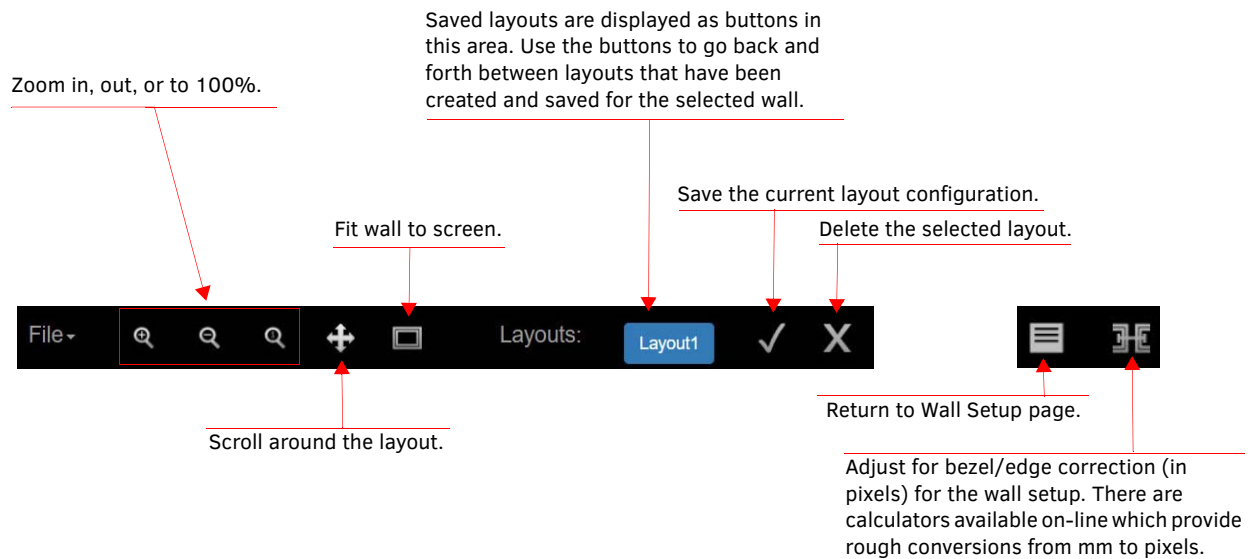 Saved layouts are displayed as buttons in
this area. Use the buttons to go back and
forth between layouts that have been
created and saved for the selected wall.
Zoom in, out, or to 100%.
Save the current layout configuration.
Fit wall to screen.
Delete the selected layout.
File
Layouts:
Layout1
Return to Wall Setup page.
Scroll around the layout.
Adjust for bezel/edge correction (in
pixels) for the wall setup. There are
calculators available on-line which provide
rough conversions from mm to pixels.